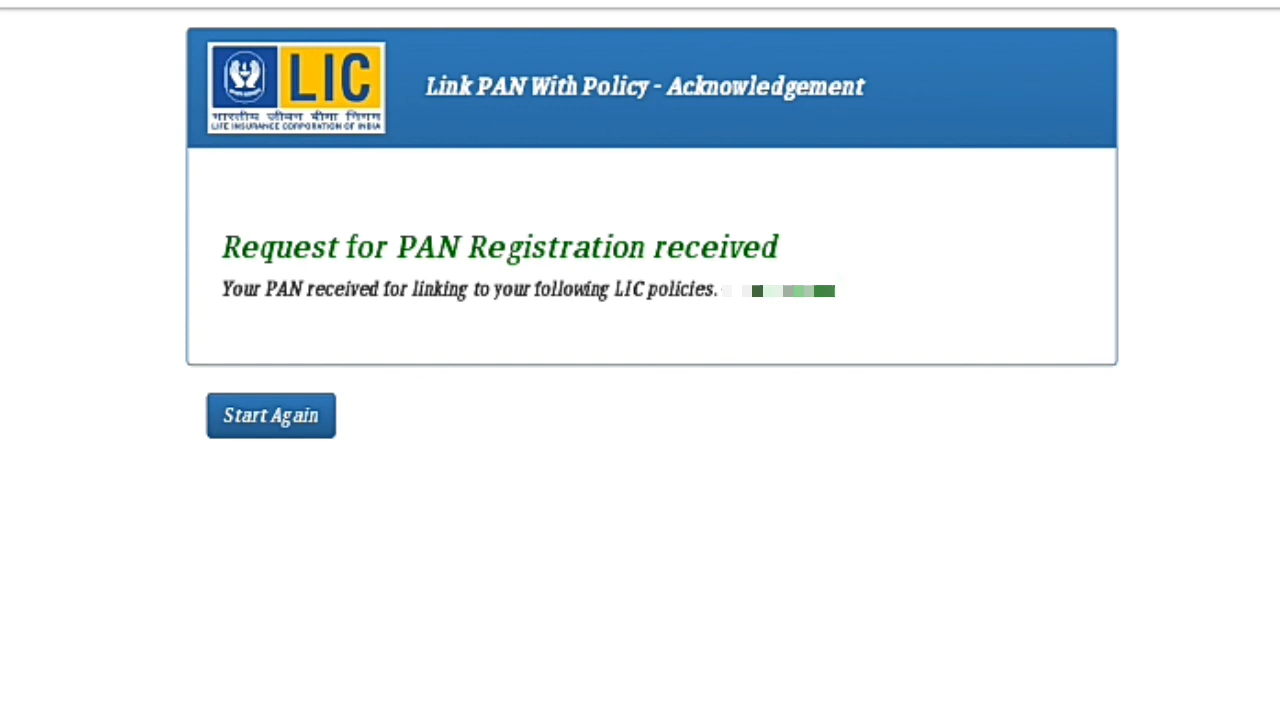 LIC
भारतीय जीवन बीमा निगम
LIFE INSURANCE CORPORATION OF INDIA
Link PAN With Policy - Acknowledgement
Request for PAN Registration received
Your PAN received for linking to your following LIC policies.
Start Again